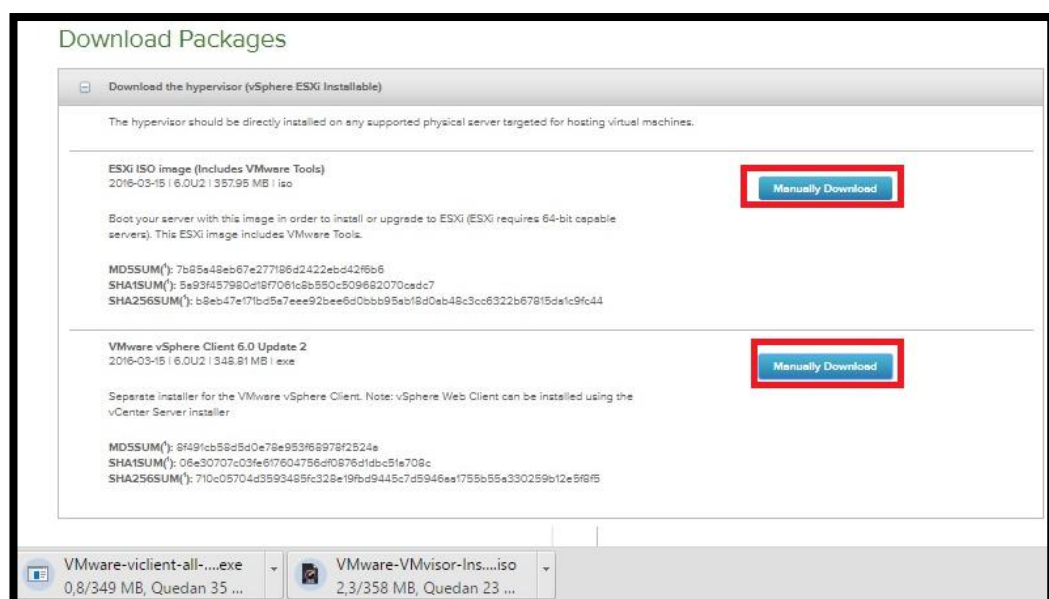 Download Packages
Download the hypervisor (vSphere ESXi Installable)
The hypervisor should be directly installed on any supported physical server targeted for hosting virtual machines.
ESXi ISO image (Includes VMware Tools)
2016-03-15 | 6.0U2 | 357.95 MB | iso
Manually Download
Boot your server with this image in order to install or upgrade to ESXi (ESXi requires 64-bit capable
servers). This ESXi image includes VMware Tools.
MD5SUM(¹): 7b85a48eb67e277186d2422ebd42f6b6
SHA1SUM(¹): 5a93f457980d18f7061c8b550c509682070cadc7
SHA256SUM(¹): b8eb47e171bd5a7eee92bee6d0bbb95ab18d0ab48c3cc6322b67815da1c9fc44
VMware vSphere Client 6.0 Update 2
2016-03-15 | 6.0U2 | 348.81 MB | exe
Manually Download
Separate installer for the VMware vSphere Client. Note: vSphere Web Client can be installed using the
vCenter Server installer
MD5SUM(¹): 8f491cb58d5d0e78e953f68978f2524e
SHA1SUM(¹): 06e30707c03fe617604756df0876d1dbc51e708c
SHA256SUM(¹): 710c05704d3593485fc328e19fbd9445c7d5946aa1755b55a330259b12e5f8f5
VMware-viclient-all-....exe
0,8/349 MB, Quedan 35 ...
VMware-VMvisor-Ins....iso
2,3/358 MB, Quedan 23 ...